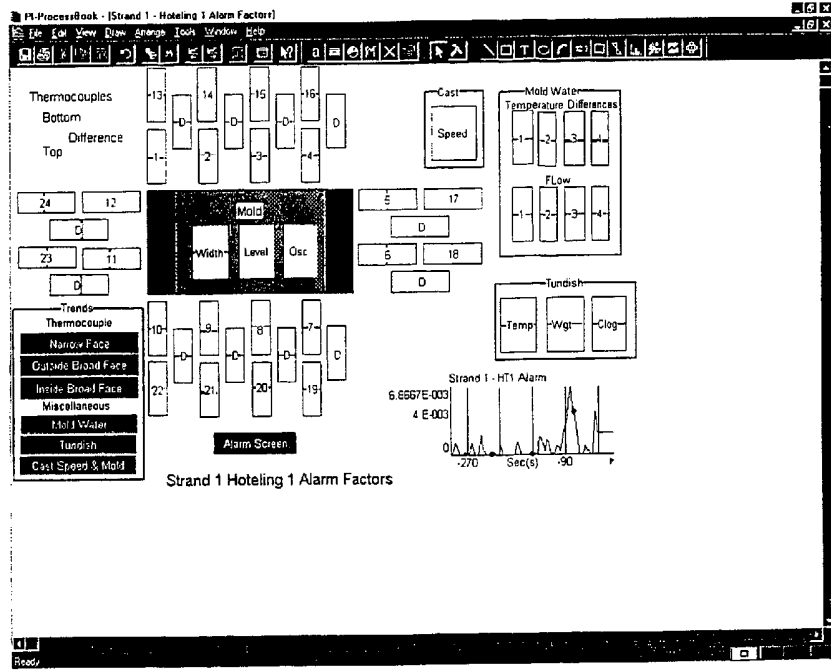 PI-ProcessBook - [Strand 1 - Hoteling 1 Alarm Factors]
File Edit View Draw Arrange Tools Window Help
Thermocouples
Bottom
Difference
Top
13 14 15 16
D D D D
1 2 3 4
Cast
Speed
Mold Water
Temperature Differences
1 2 3 4
FLow
1 2 3 4
24 12
D
23 11
D
Mold
Width Level Osc
5 17
D
6 18
D
Tundish
Temp Wgt Clog
Trends
Thermocouple
Narrow Face
Outside Broad Face
Inside Broad Face
Miscellaneous
Mold Water
Tundish
Cast Speed & Mold
10 9 8 7
D D D D
22 21 20 19
Alarm Screen
Strand 1 Hoteling 1 Alarm Factors
Strand 1 - HT1 Alarm
6.6667E-003
4 E-003
0
-270 Sec(s) -90
Ready